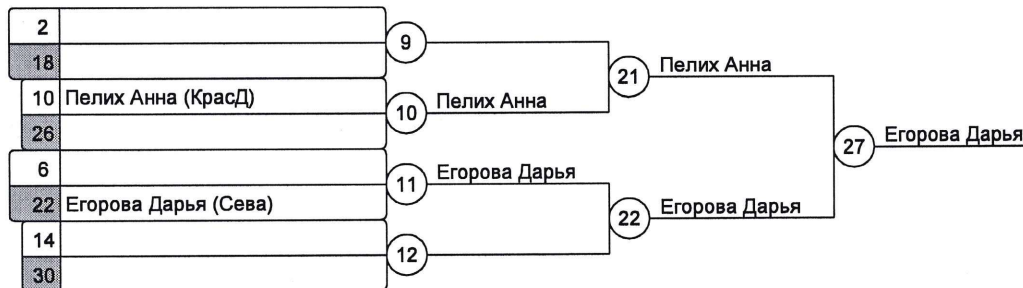 2
9
18
21 Пелих Анна
10 Пелих Анна (КрасД)
10 Пелих Анна
26
27 Егорова Дарья
6
11 Егорова Дарья
22 Егорова Дарья (Сева)
22 Егорова Дарья
14
12
30